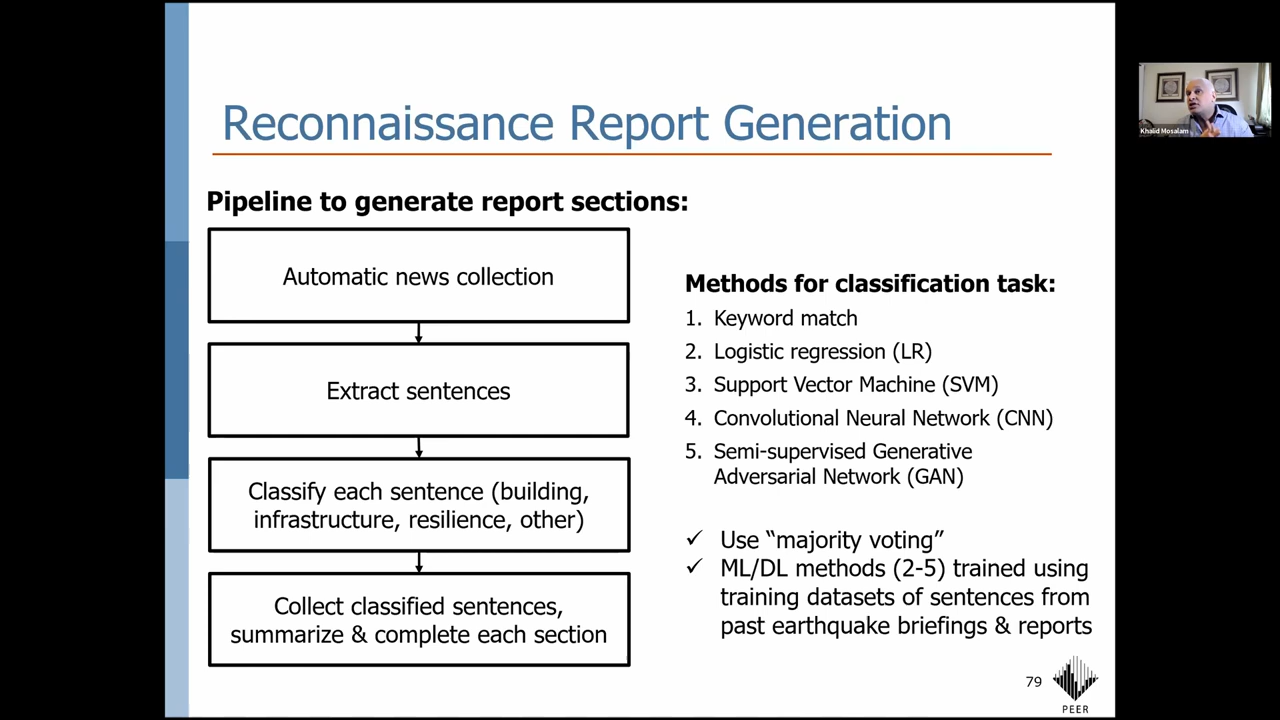 Reconnaissance Report Generation
Pipeline to generate report sections:
Automatic news collection
Extract sentences
Classify each sentence (building,
infrastructure, resilience, other)
Collect classified sentences,
summarize & complete each section
Methods for classification task:
1. Keyword match
2. Logistic regression (LR)
3. Support Vector Machine (SVM)
4. Convolutional Neural Network (CNN)
5. Semi-supervised Generative
Adversarial Network (GAN)
✓ Use “majority voting”
✓ ML/DL methods (2-5) trained using
training datasets of sentences from
past earthquake briefings & reports
79
PEER
Khalid Mosalam